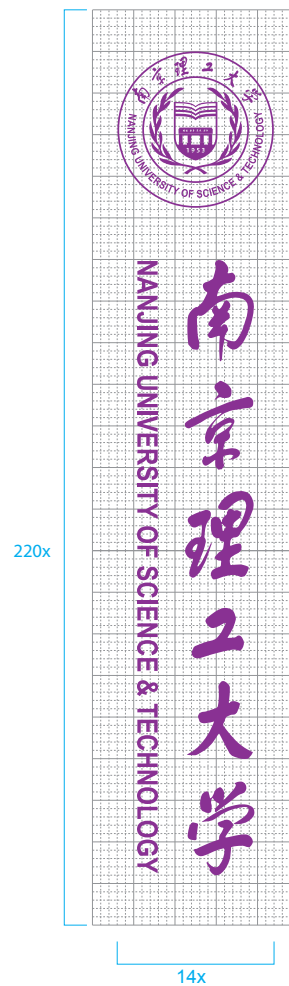 南京理工大学
1953
NANJING UNIVERSITY OF SCIENCE & TECHNOLOGY
NANJING UNIVERSITY OF SCIENCE & TECHNOLOGY
南京理工大学
220x
14x